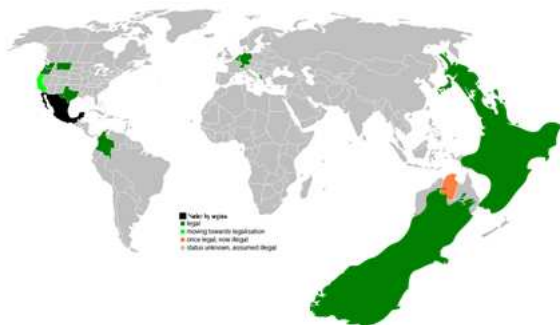 legal
moving towards legalisation
once legal, now illegal
status unknown, assumed illegal